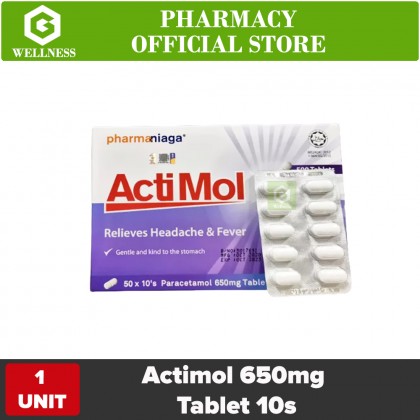 G
WELLNESS
PHARMACY
OFFICIAL STORE
pharmaniaga®
ActiMol
Relieves Headache & Fever
✓ Gentle and kind to the stomach
50 x 10's Paracetamol 650mg
1
UNIT
Actimol 650mg
Tablet 10s